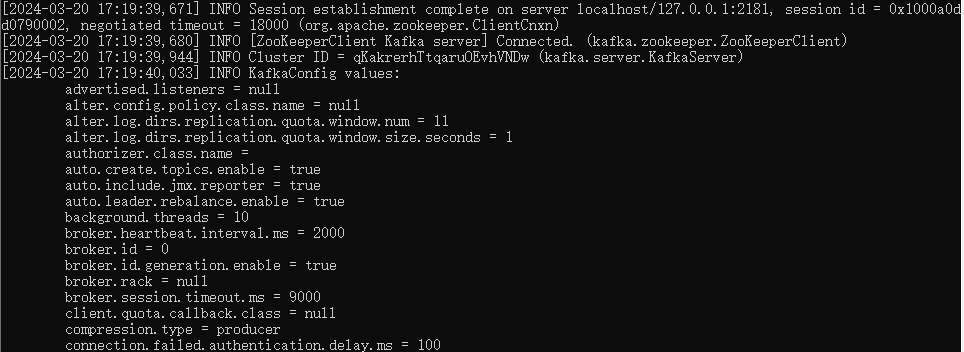 [2024-03-20 17:19:39,671] INFO Session establishment complete on server localhost/127.0.0.1:2181, session id = 0x1000a0d
d0790002, negotiated timeout = 18000 (org.apache.zookeeper.ClientCnxn)
[2024-03-20 17:19:39,680] INFO [ZooKeeperClient Kafka server] Connected. (kafka.zookeeper.ZooKeeperClient)
[2024-03-20 17:19:39,944] INFO Cluster ID = qKakrerhTtqaruOEvhVNDw (kafka.server.KafkaServer)
[2024-03-20 17:19:40,033] INFO KafkaConfig values:
advertised.listeners = null
alter.config.policy.class.name = null
alter.log.dirs.replication.quota.window.num = 11
alter.log.dirs.replication.quota.window.size.seconds = 1
authorizer.class.name =
auto.create.topics.enable = true
auto.include.jmx.reporter = true
auto.leader.rebalance.enable = true
background.threads = 10
broker.heartbeat.interval.ms = 2000
broker.id = 0
broker.id.generation.enable = true
broker.rack = null
broker.session.timeout.ms = 9000
client.quota.callback.class = null
compression.type = producer
connection.failed.authentication.delay.ms = 100